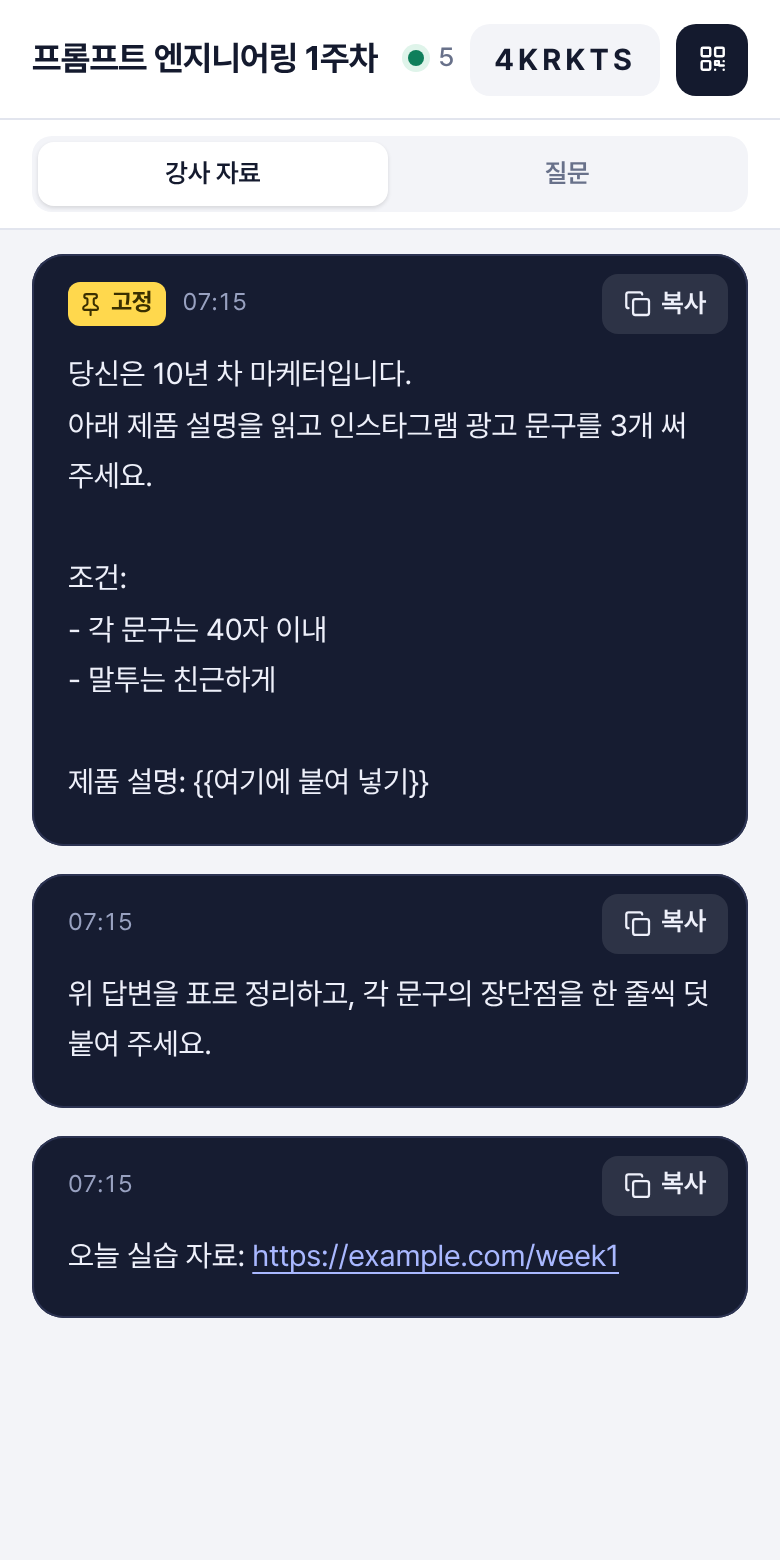 프롬프트 엔지니어링 1주차 5 4KRKTS
강사 자료 질문
고정 07:15 복사
당신은 10년 차 마케터입니다.
아래 제품 설명을 읽고 인스타그램 광고 문구를 3개 써
주세요.
조건:
- 각 문구는 40자 이내
- 말투는 친근하게
제품 설명: {{여기에 붙여 넣기}}
07:15 복사
위 답변을 표로 정리하고, 각 문구의 장단점을 한 줄씩 덧
붙여 주세요.
07:15 복사
오늘 실습 자료: https://example.com/week1